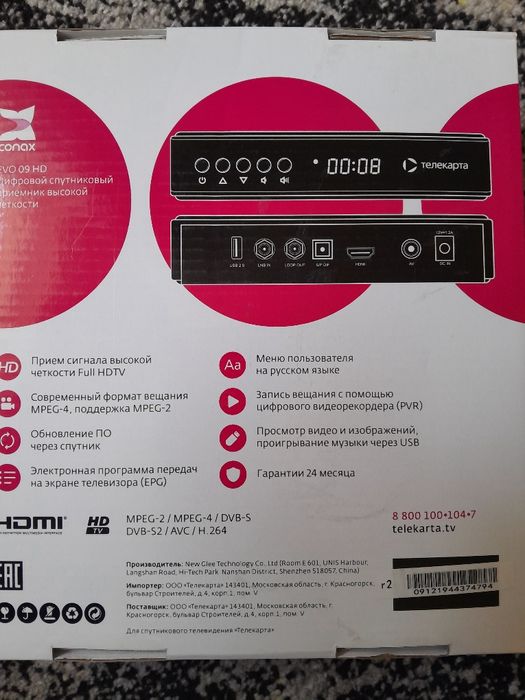 conax
EVO 09 HD
цифровой спутниковый
приемник высокой
четкости
00:08
телекарта
USB 2.0
LNB IN
LOOP OUT
S/P DIF
HDMI
AV
12V=1.2A
DC IN
HD
Прием сигнала высокой
четкости Full HDTV
Современный формат вещания
MPEG-4, поддержка MPEG-2
Обновление ПО
через спутник
Электронная программа передач
на экране телевизора (EPG)
Aa
Меню пользователя
на русском языке
Запись вещания с помощью
цифрового видеорекордера (PVR)
Просмотр видео и изображений,
проигрывание музыки через USB
Гарантии 24 месяца
HDMI
HIGH-DEFINITION MULTIMEDIA INTERFACE
HD
TV
MPEG-2 / MPEG-4 / DVB-S
DVB-S2 / AVC / H.264
8 800 100-104-7
telekarta.tv
EAC
Производитель: New Glee Technology Co., Ltd (Room E 601, UNIS Harbour,
Langshan Road, Hi-Tech Park. Nanshan District, Shenzhen 518057, China)
Импортер: ООО «Телекарта» 143401, Московская область, г. Красногорск,
бульвар Строителей, д.4, корп.1, пом. V
Поставщик: ООО «Телекарта» 143401, Московская область, г.
Красногорск, бульвар Строителей, д.4, корп.1, пом. V
Для спутникового телевидения «Телекарта»
r2
09121944374794